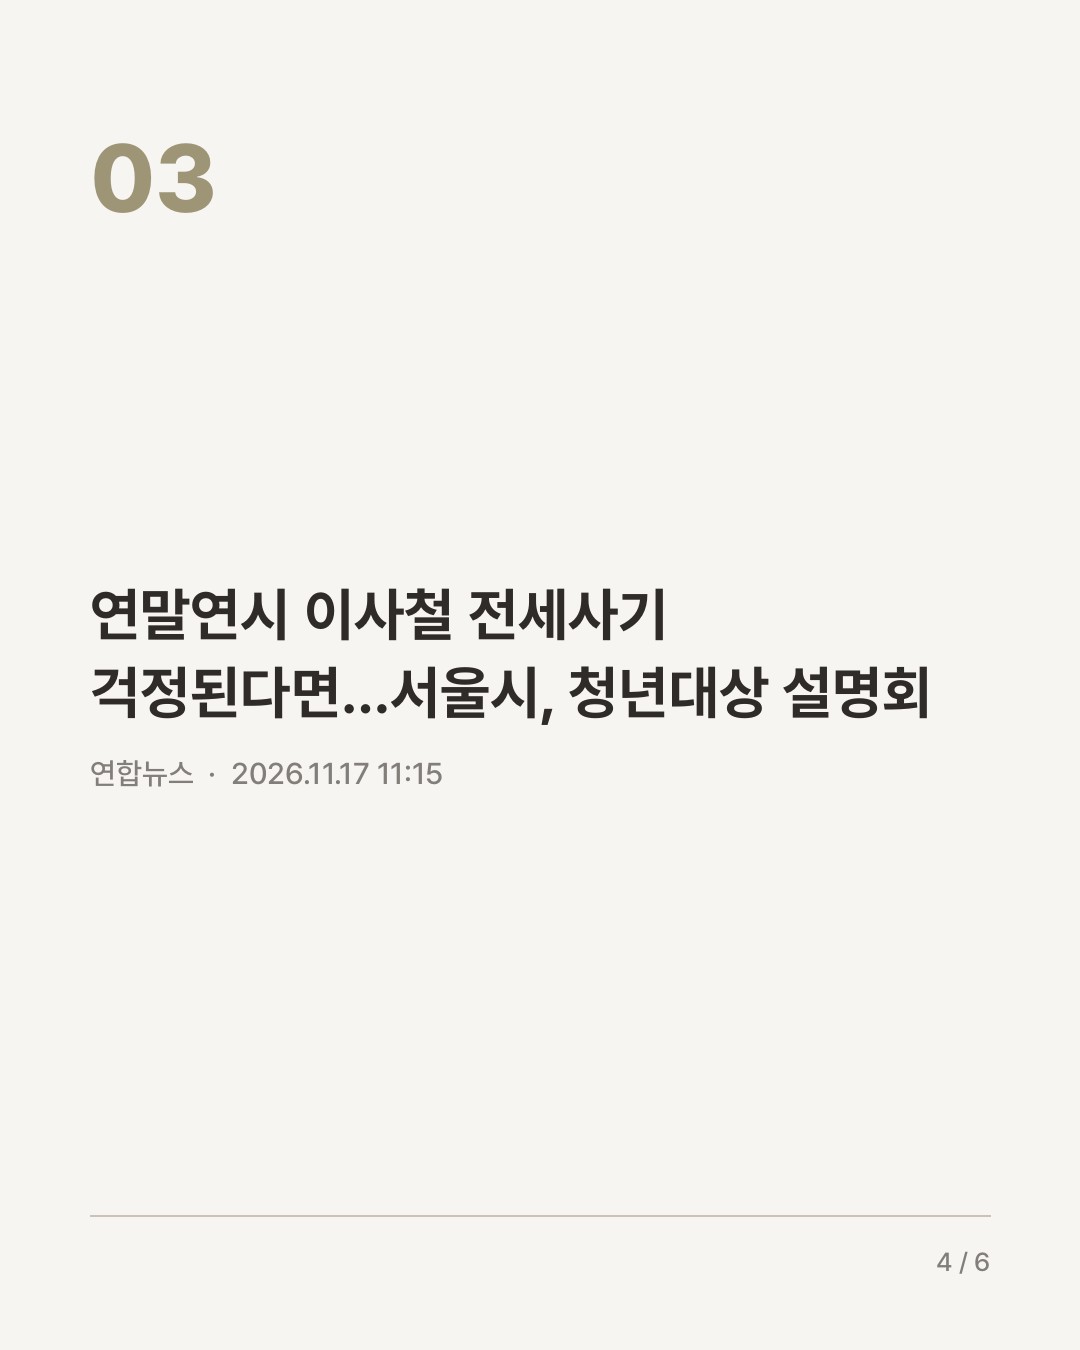 03
연말연시 이사철 전세사기
걱정된다면…서울시, 청년대상 설명회
연합뉴스 · 2026.11.17 11:15
4 / 6